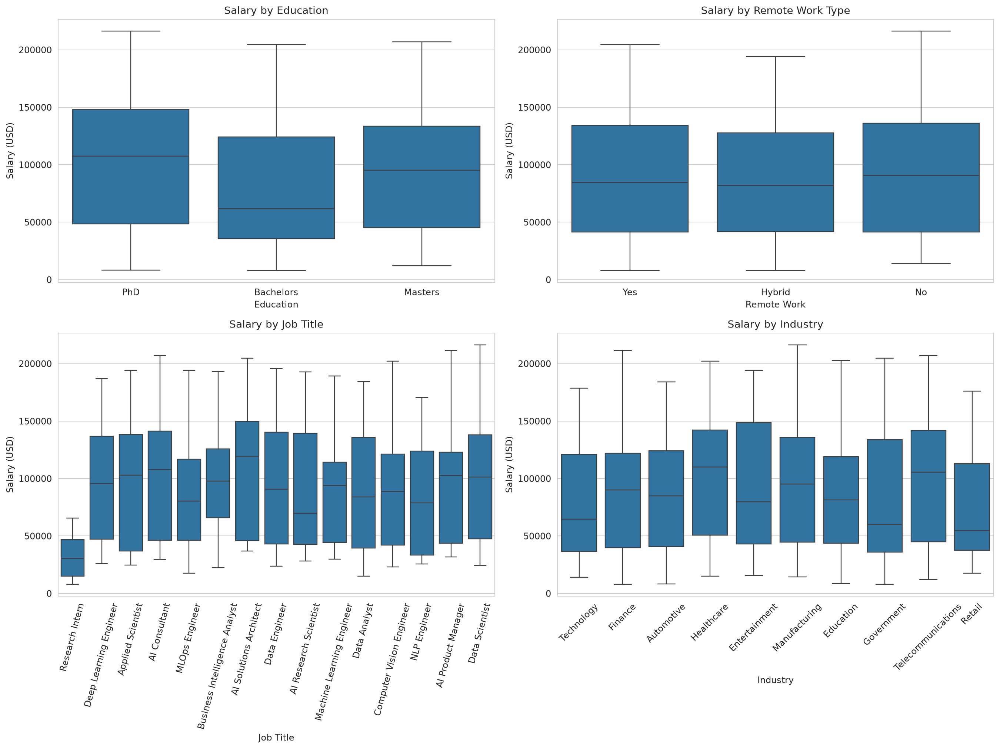 Salary by Education
Salary (USD)
200000
150000
100000
50000
0
PhD
Bachelors
Masters
Education
Salary by Remote Work Type
Salary (USD)
200000
150000
100000
50000
0
Yes
Hybrid
No
Remote Work
Salary by Job Title
Salary (USD)
200000
150000
100000
50000
0
Research Intern
Deep Learning Engineer
Applied Scientist
AI Consultant
MLOps Engineer
Business Intelligence Analyst
AI Solutions Architect
Data Engineer
AI Research Scientist
Machine Learning Engineer
Data Analyst
Computer Vision Engineer
NLP Engineer
AI Product Manager
Data Scientist
Job Title
Salary by Industry
Salary (USD)
200000
150000
100000
50000
0
Technology
Finance
Automotive
Healthcare
Entertainment
Manufacturing
Education
Government
Telecommunications
Retail
Industry